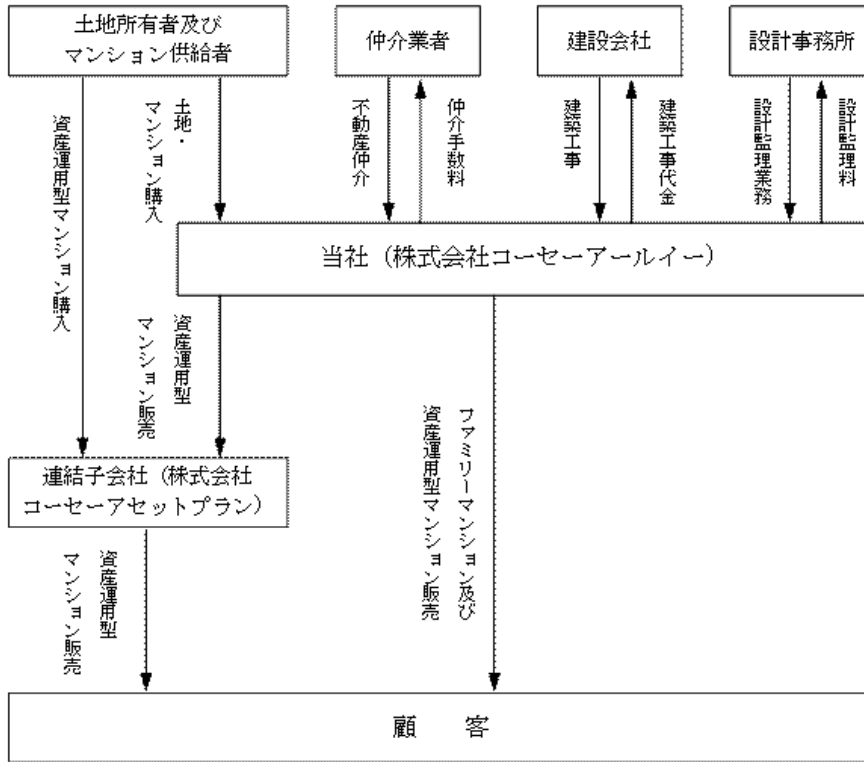 土地所有者及び
マンション供給者
仲介業者
建設会社
設計事務所
資産運用型マンション購入
土地・
マンション購入
不動産仲介
仲介手数料
建築工事
建築工事代金
設計監理業務
設計監理料
当社（株式会社コーセーアールイー）
資産運用型
マンション販売
ファミリーマンション及び
資産運用型マンション販売
連結子会社（株式会社
コーセーアセットプラン）
資産運用型
マンション販売
顧　客